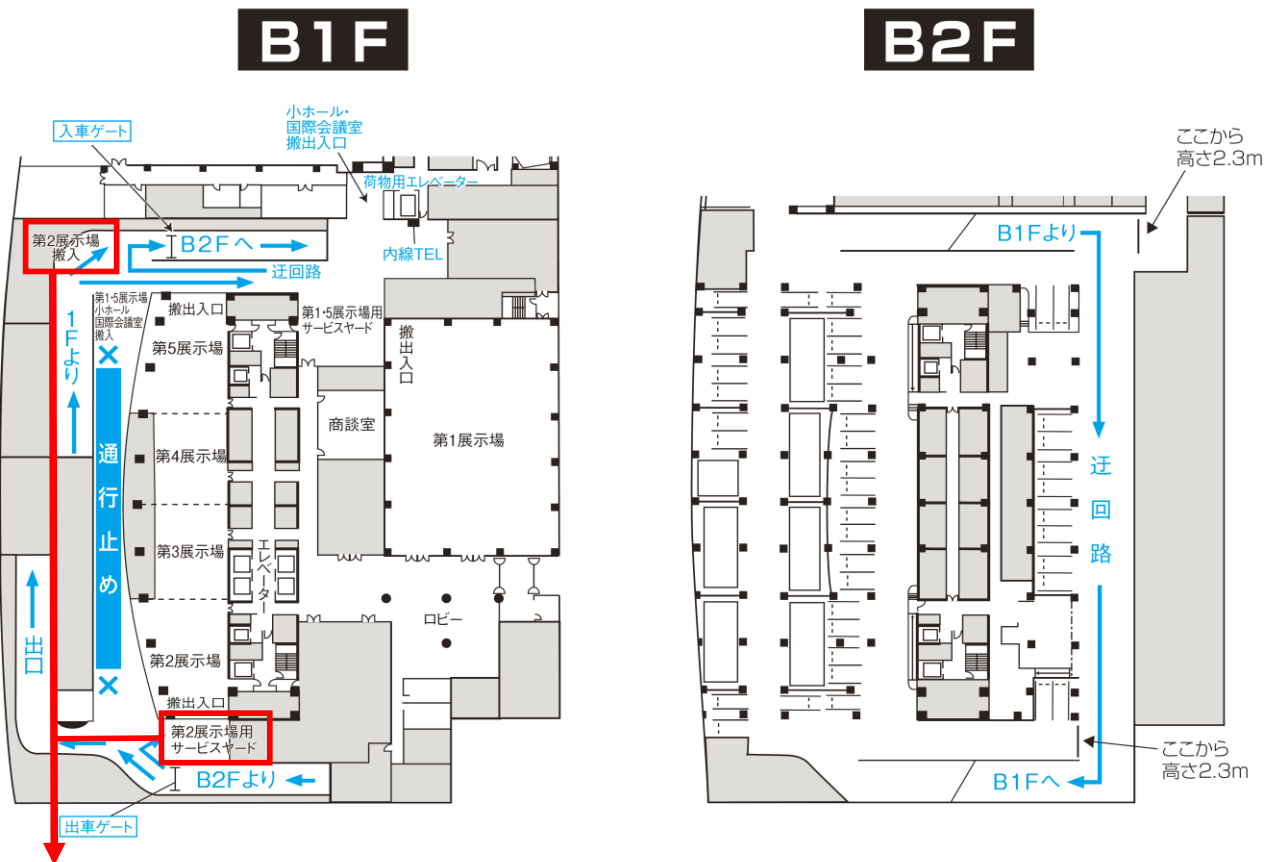 B1F
B2F
入車ゲート
小ホール・
国際会議室
搬出入口
荷物用エレベーター
ここから
高さ2.3m
第2展示場
搬入
B2Fへ
内線TEL
迂回路
B1Fより
第1・5展示場
小ホール
国際会議室
搬入
搬出入口
第1・5展示場用
サービスヤード
搬出入口
1Fより
第5展示場
商談室
第1展示場
通行止め
第4展示場
迂回路
第3展示場
エレベーター
ロビー
出口
第2展示場
搬出入口
第2展示場用
サービスヤード
B2Fより
ここから
高さ2.3m
B1Fへ
出車ゲート